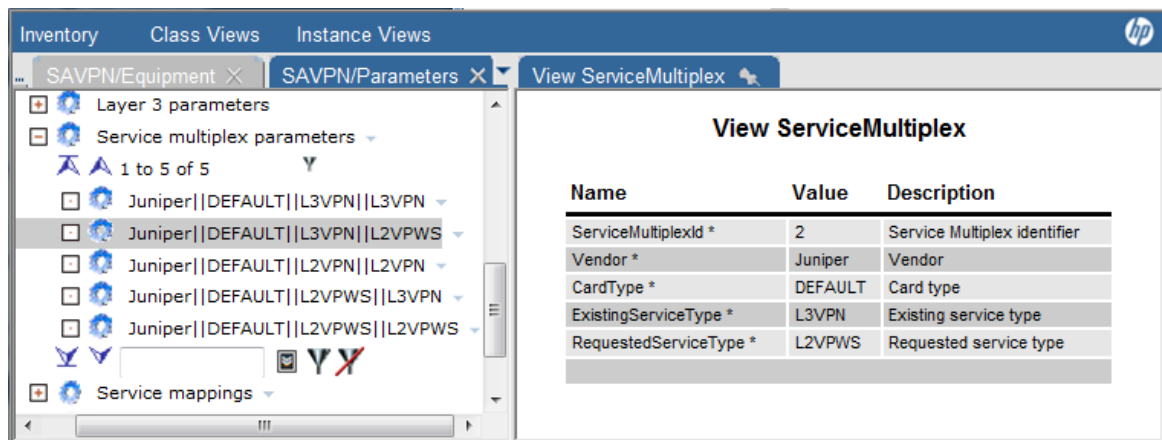 Inventory Class Views Instance Views
hp
... SAVPN/Equipment SAVPN/Parameters
View ServiceMultiplex
Layer 3 parameters
Service multiplex parameters
1 to 5 of 5
Juniper||DEFAULT||L3VPN||L3VPN
Juniper||DEFAULT||L3VPN||L2VPWS
Juniper||DEFAULT||L2VPN||L2VPN
Juniper||DEFAULT||L2VPWS||L3VPN
Juniper||DEFAULT||L2VPWS||L2VPWS
Service mappings
View ServiceMultiplex
Name Value Description
ServiceMultiplexId * 2 Service Multiplex identifier
Vendor * Juniper Vendor
CardType * DEFAULT Card type
ExistingServiceType * L3VPN Existing service type
RequestedServiceType * L2VPWS Requested service type